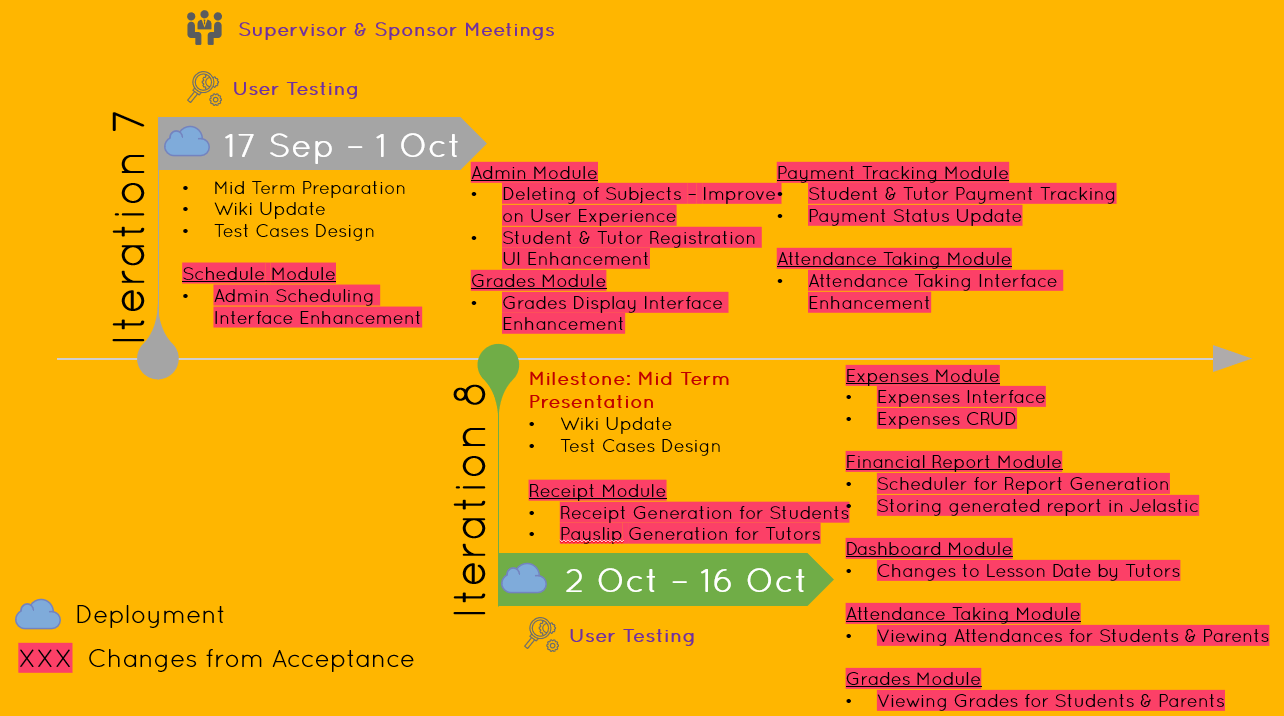 Supervisor & Sponsor Meetings
User Testing
Iteration 7
17 Sep – 1 Oct
• Mid Term Preparation
• Wiki Update
• Test Cases Design
Schedule Module
• Admin Scheduling
Interface Enhancement
Admin Module
• Deleting of Subjects – Improve
on User Experience
• Student & Tutor Registration
UI Enhancement
Grades Module
• Grades Display Interface
Enhancement
Payment Tracking Module
• Student & Tutor Payment Tracking
• Payment Status Update
Attendance Taking Module
• Attendance Taking Interface
Enhancement
Iteration 8
Milestone: Mid Term
Presentation
• Wiki Update
• Test Cases Design
Receipt Module
• Receipt Generation for Students
• Payslip Generation for Tutors
2 Oct – 16 Oct
User Testing
Expenses Module
• Expenses Interface
• Expenses CRUD
Financial Report Module
• Scheduler for Report Generation
• Storing generated report in Jelastic
Dashboard Module
• Changes to Lesson Date by Tutors
Attendance Taking Module
• Viewing Attendances for Students & Parents
Grades Module
• Viewing Grades for Students & Parents
Deployment
XXX Changes from Acceptance